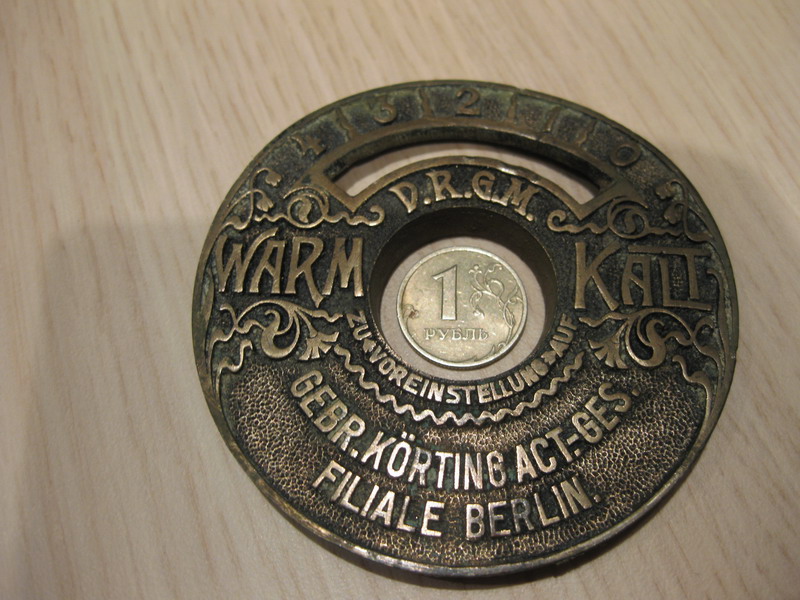 4 3 2 1 0
D.R.G.M.
WARM KALT
ZU VOREINSTELLUNG AUF
1
РУБЛЬ
GEBR. KÖRTING ACT.-GES.
FILIALE BERLIN.